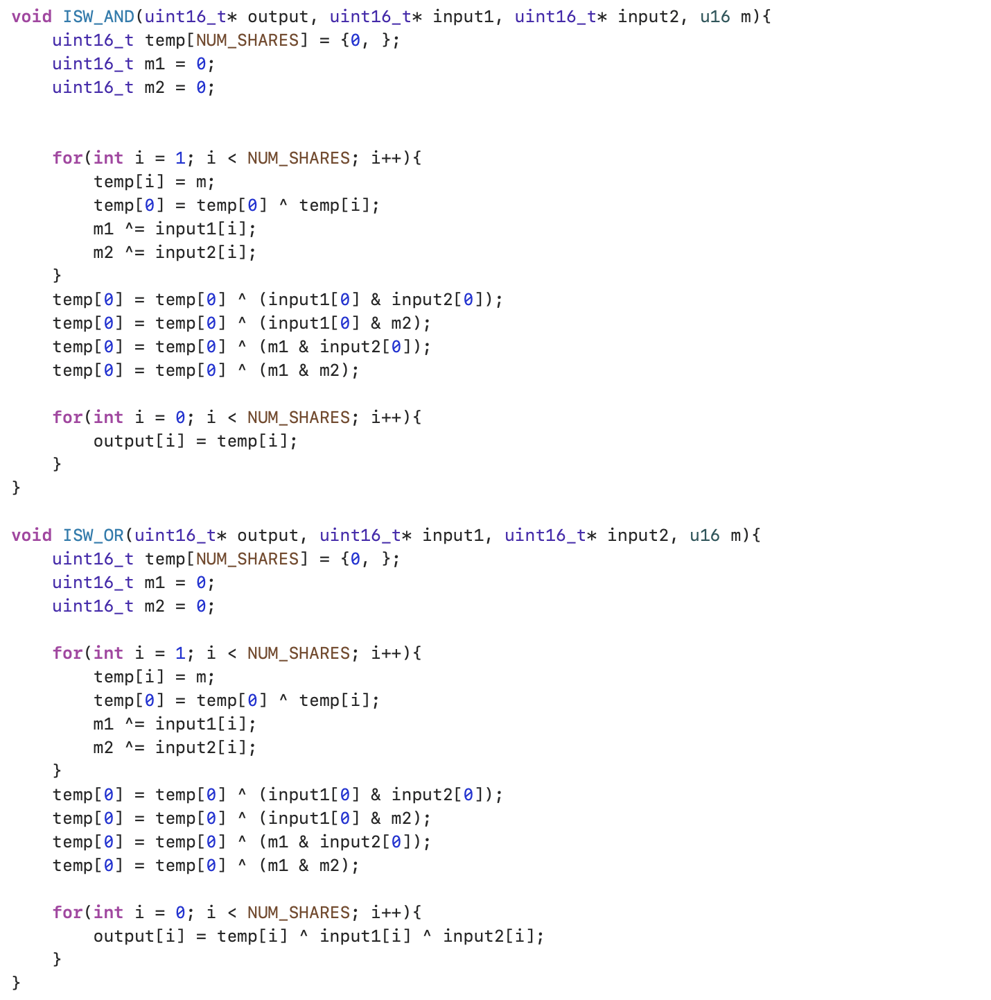 void ISW_AND(uint16_t* output, uint16_t* input1, uint16_t* input2, u16 m){
    uint16_t temp[NUM_SHARES] = {0, };
    uint16_t m1 = 0;
    uint16_t m2 = 0;


    for(int i = 1; i < NUM_SHARES; i++){
        temp[i] = m;
        temp[0] = temp[0] ^ temp[i];
        m1 ^= input1[i];
        m2 ^= input2[i];
    }
    temp[0] = temp[0] ^ (input1[0] & input2[0]);
    temp[0] = temp[0] ^ (input1[0] & m2);
    temp[0] = temp[0] ^ (m1 & input2[0]);
    temp[0] = temp[0] ^ (m1 & m2);

    for(int i = 0; i < NUM_SHARES; i++){
        output[i] = temp[i];
    }
}

void ISW_OR(uint16_t* output, uint16_t* input1, uint16_t* input2, u16 m){
    uint16_t temp[NUM_SHARES] = {0, };
    uint16_t m1 = 0;
    uint16_t m2 = 0;

    for(int i = 1; i < NUM_SHARES; i++){
        temp[i] = m;
        temp[0] = temp[0] ^ temp[i];
        m1 ^= input1[i];
        m2 ^= input2[i];
    }
    temp[0] = temp[0] ^ (input1[0] & input2[0]);
    temp[0] = temp[0] ^ (input1[0] & m2);
    temp[0] = temp[0] ^ (m1 & input2[0]);
    temp[0] = temp[0] ^ (m1 & m2);

    for(int i = 0; i < NUM_SHARES; i++){
        output[i] = temp[i] ^ input1[i] ^ input2[i];
    }
}